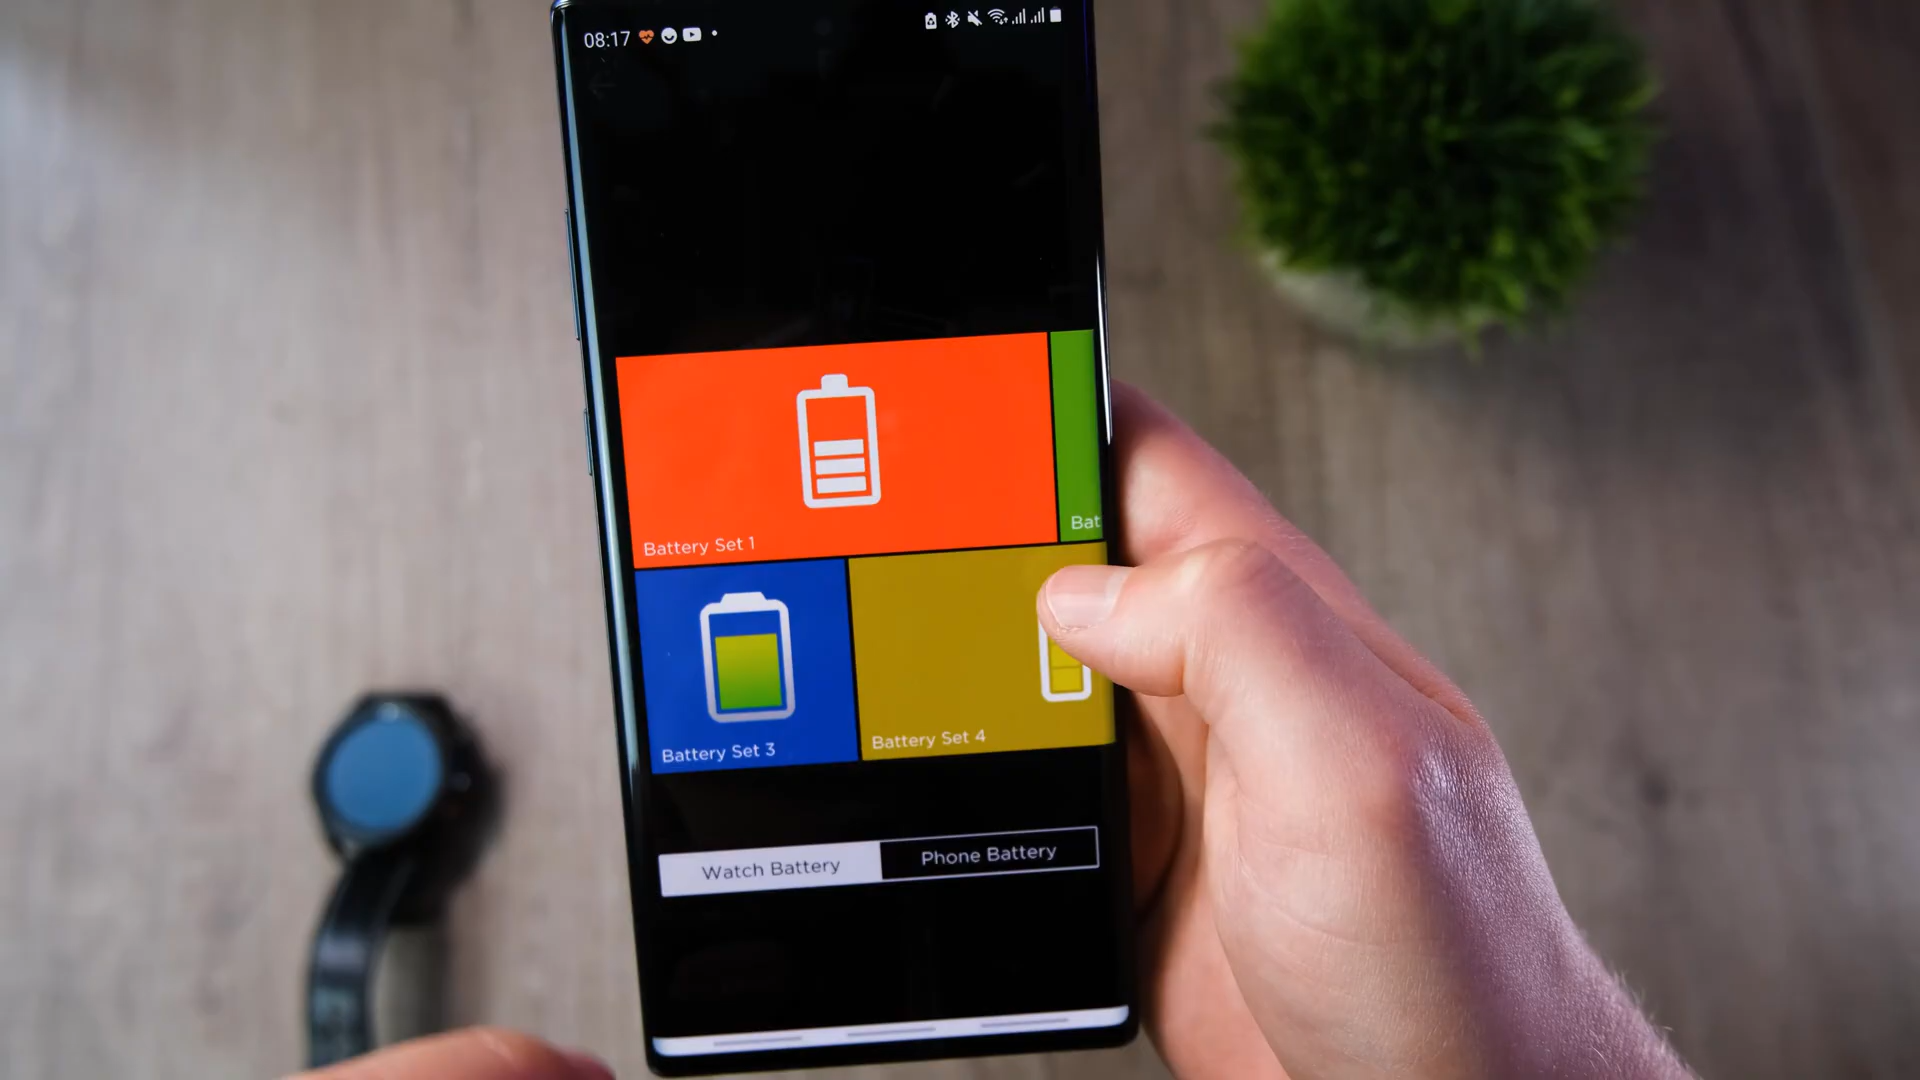 08:17
Battery Set 1
Bat
Battery Set 3
Battery Set 4
Watch Battery
Phone Battery